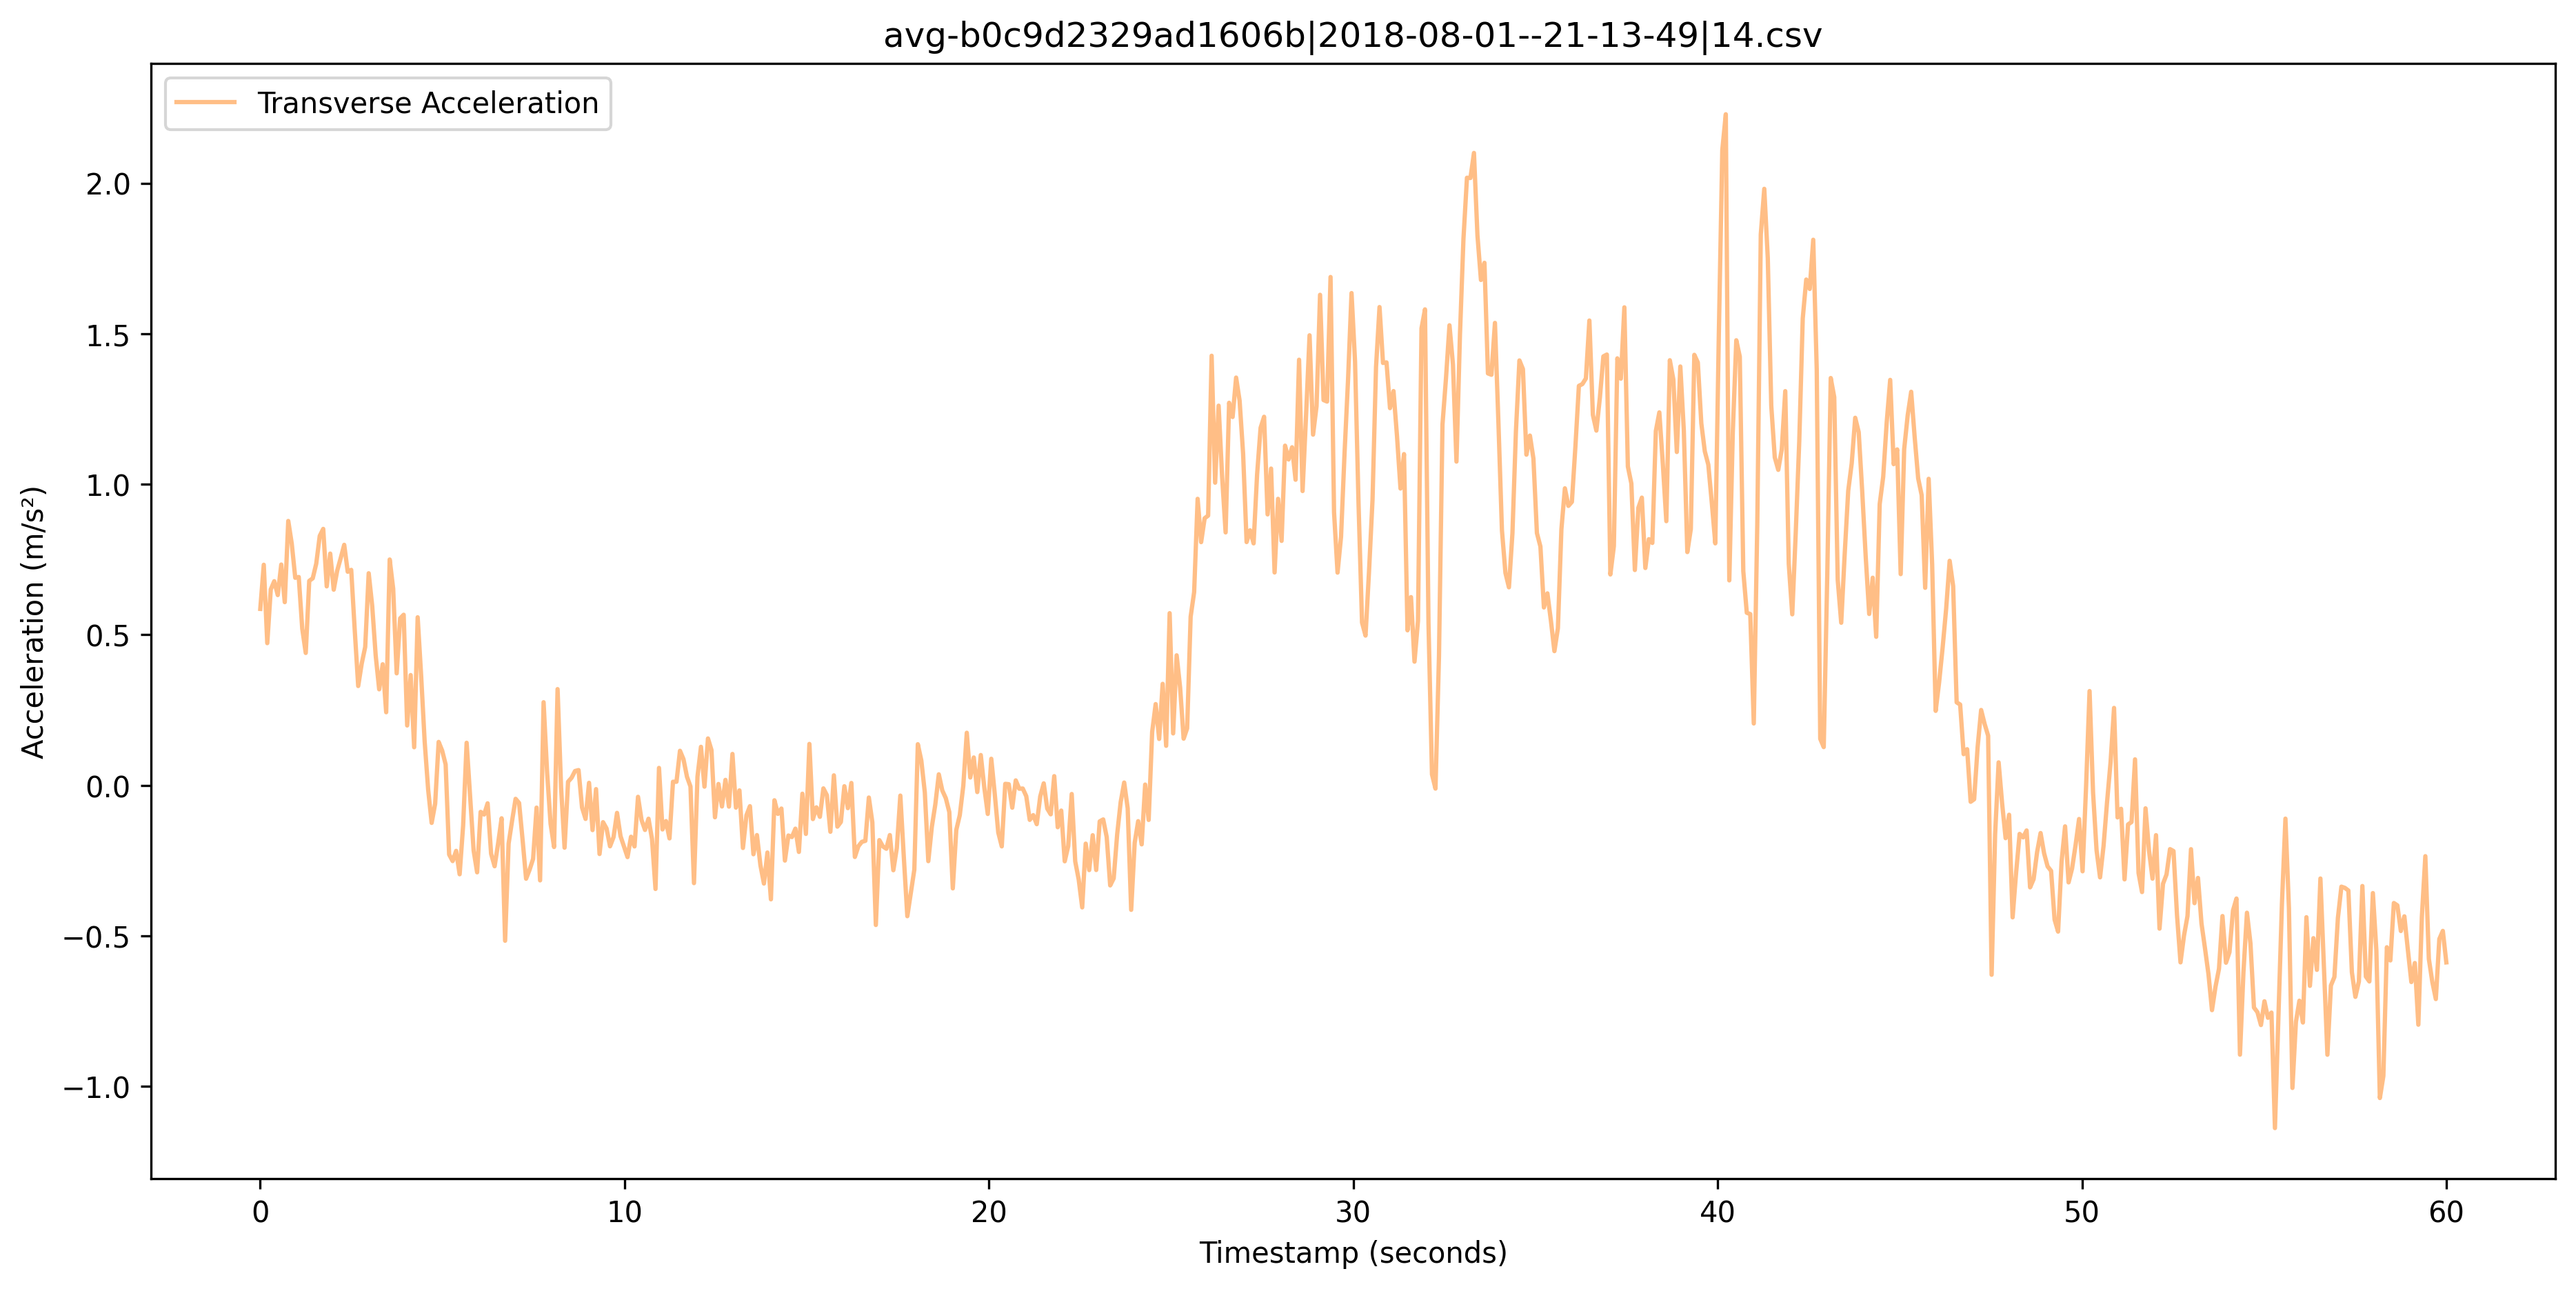 avg-b0c9d2329ad1606b|2018-08-01--21-13-49|14.csv
Transverse Acceleration
Acceleration (m/s²)
2.0
1.5
1.0
0.5
0.0
−0.5
−1.0
0 10 20 30 40 50 60
Timestamp (seconds)